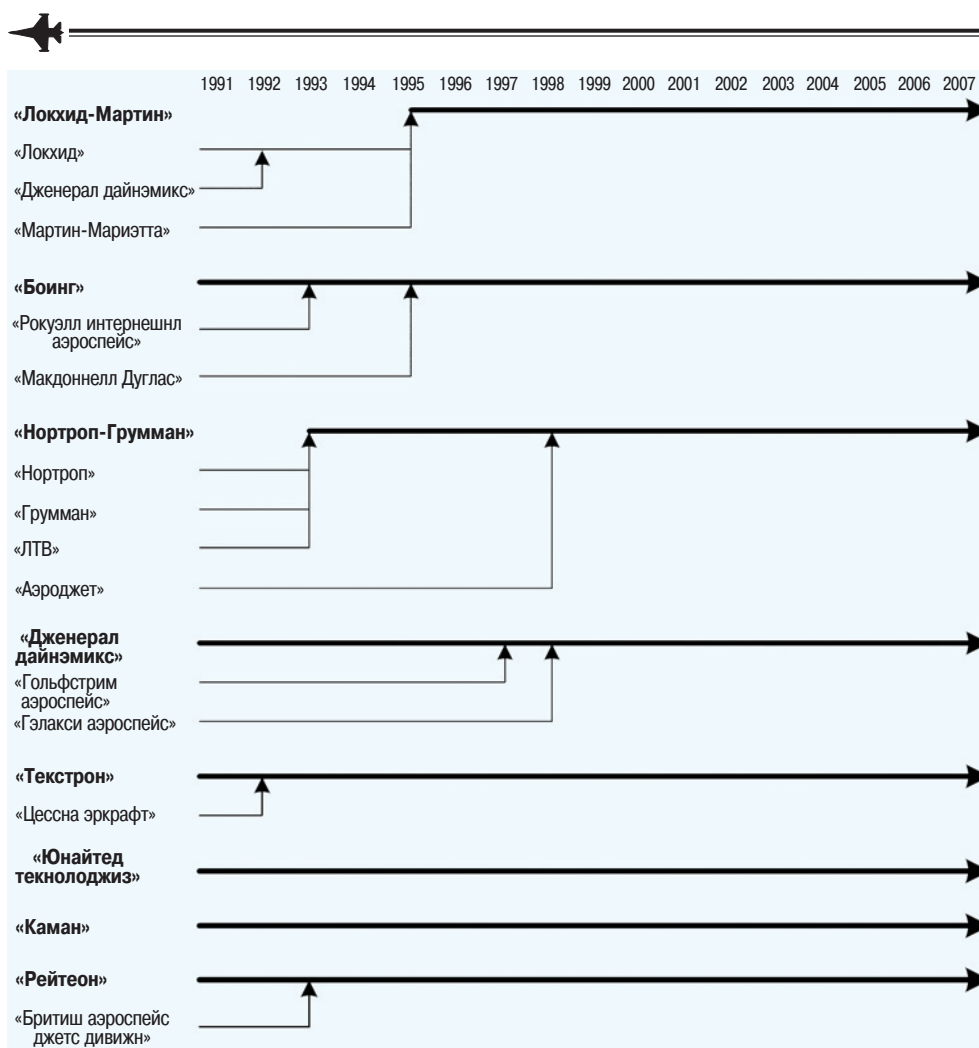 1991 1992 1993 1994 1995 1996 1997 1998 1999 2000 2001 2002 2003 2004 2005 2006 2007
«Локхид-Мартин»
«Локхид»
«Дженерал дайнэмикс»
«Мартин-Мариэтта»
«Боинг»
«Рокуэлл интернешнл
аэроспейс»
«Макдоннелл Дуглас»
«Нортроп-Грумман»
«Нортроп»
«Грумман»
«ЛТВ»
«Аэроджет»
«Дженерал
дайнэмикс»
«Гольфстрим
аэроспейс»
«Гэлакси аэроспейс»
«Текстрон»
«Цессна эркрафт»
«Юнайтед
текнолоджиз»
«Каман»
«Рейтеон»
«Бритиш аэроспейс
джетс дивижн»